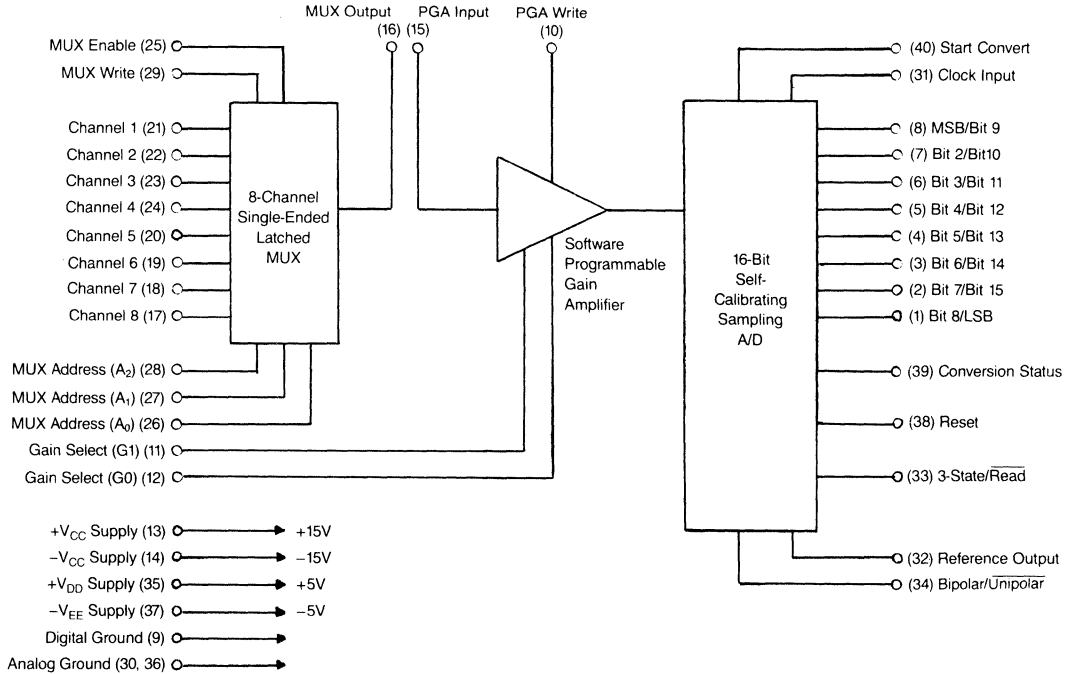 MUX Output PGA Input PGA Write
(16) (15) (10)
MUX Enable (25)
MUX Write (29)
Channel 1 (21)
Channel 2 (22)
Channel 3 (23)
Channel 4 (24)
Channel 5 (20)
Channel 6 (19)
Channel 7 (18)
Channel 8 (17)
8-Channel
Single-Ended
Latched
MUX
MUX Address (A2) (28)
MUX Address (A1) (27)
MUX Address (A0) (26)
Gain Select (G1) (11)
Gain Select (G0) (12)
Software
Programmable
Gain
Amplifier
16-Bit
Self-
Calibrating
Sampling
A/D
(40) Start Convert
(31) Clock Input
(8) MSB/Bit 9
(7) Bit 2/Bit10
(6) Bit 3/Bit 11
(5) Bit 4/Bit 12
(4) Bit 5/Bit 13
(3) Bit 6/Bit 14
(2) Bit 7/Bit 15
(1) Bit 8/LSB
(39) Conversion Status
(38) Reset
(33) 3-State/Read
(32) Reference Output
(34) Bipolar/Unipolar
+VCC Supply (13) +15V
−VCC Supply (14) −15V
+VDD Supply (35) +5V
−VEE Supply (37) −5V
Digital Ground (9)
Analog Ground (30, 36)